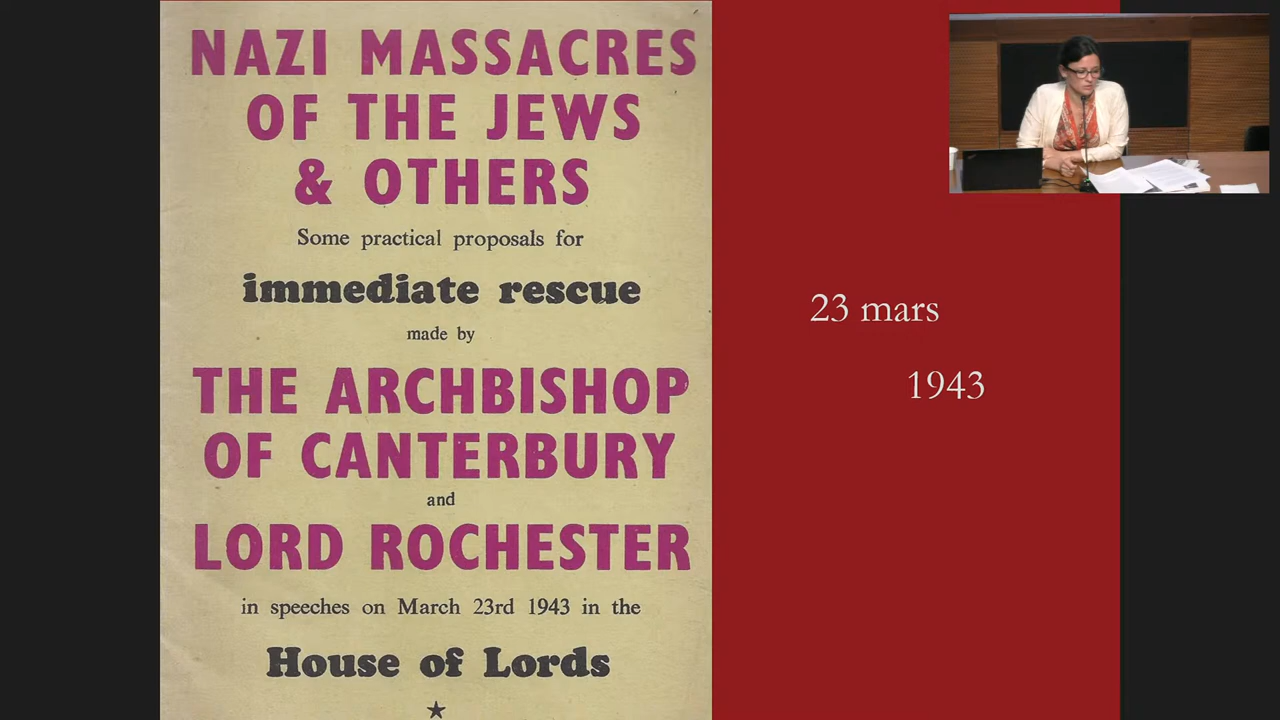 NAZI MASSACRES
OF THE JEWS
& OTHERS
Some practical proposals for
immediate rescue
made by
THE ARCHBISHOP
OF CANTERBURY
and
LORD ROCHESTER
in speeches on March 23rd 1943 in the
House of Lords
23 mars
1943